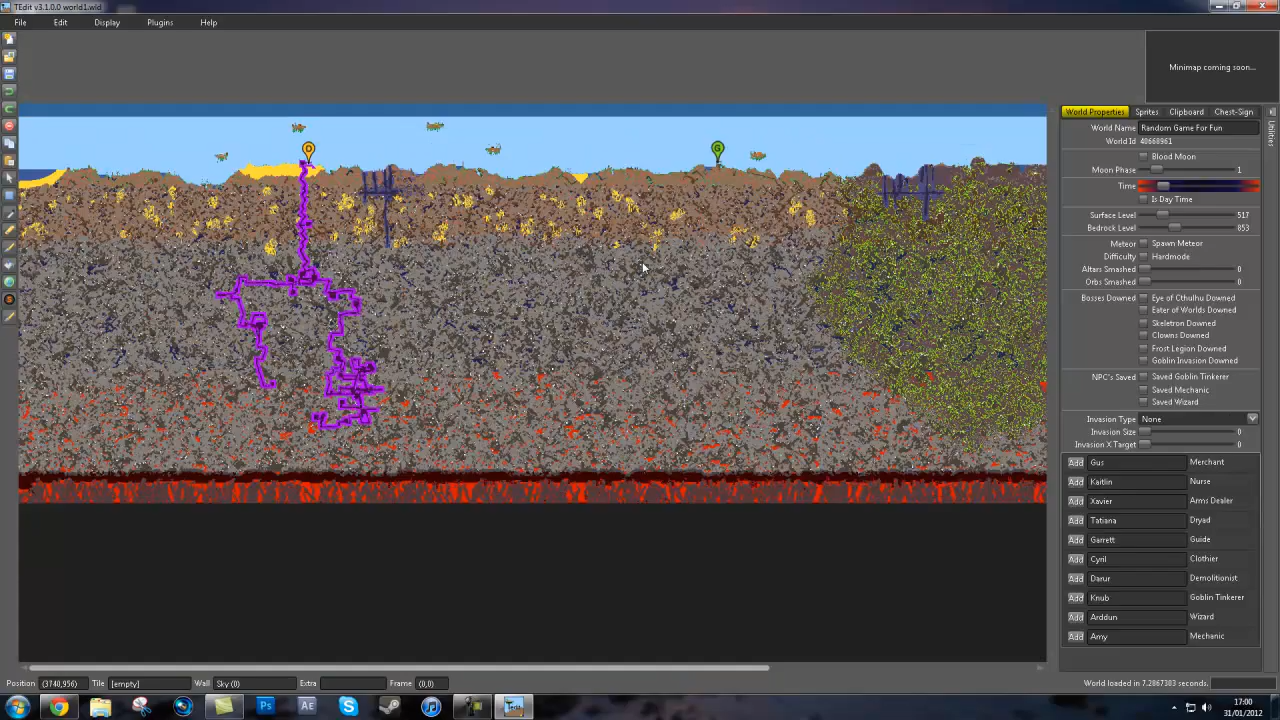 TEdit v3.1.0.0 world1.wld
File Edit Display Plugins Help
Minimap coming soon...
World Properties Sprites Clipboard Chest-Sign
Utilities
World Name Random Game For Fun
World Id 40668961
Blood Moon
Moon Phase 1
Time
Is Day Time
Surface Level 517
Bedrock Level 853
Meteor Spawn Meteor
Difficulty Hardmode
Altars Smashed 0
Orbs Smashed 0
Bosses Downed Eye of Cthulhu Downed
Eater of Worlds Downed
Skeletron Downed
Clowns Downed
Frost Legion Downed
Goblin Invasion Downed
NPC's Saved Saved Goblin Tinkerer
Saved Mechanic
Saved Wizard
Invasion Type None
Invasion Size 0
Invasion X Target 0
Add Gus Merchant
Add Kaitlin Nurse
Add Xavier Arms Dealer
Add Tatiana Dryad
Add Garrett Guide
Add Cyril Clothier
Add Darur Demolitionist
Add Knub Goblin Tinkerer
Add Arddun Wizard
Add Amy Mechanic
Position (3740,956) Tile [empty] Wall Sky (0) Extra Frame (0,0) World loaded in 7.2867303 seconds.
Ps Ae
17:00
31/01/2012